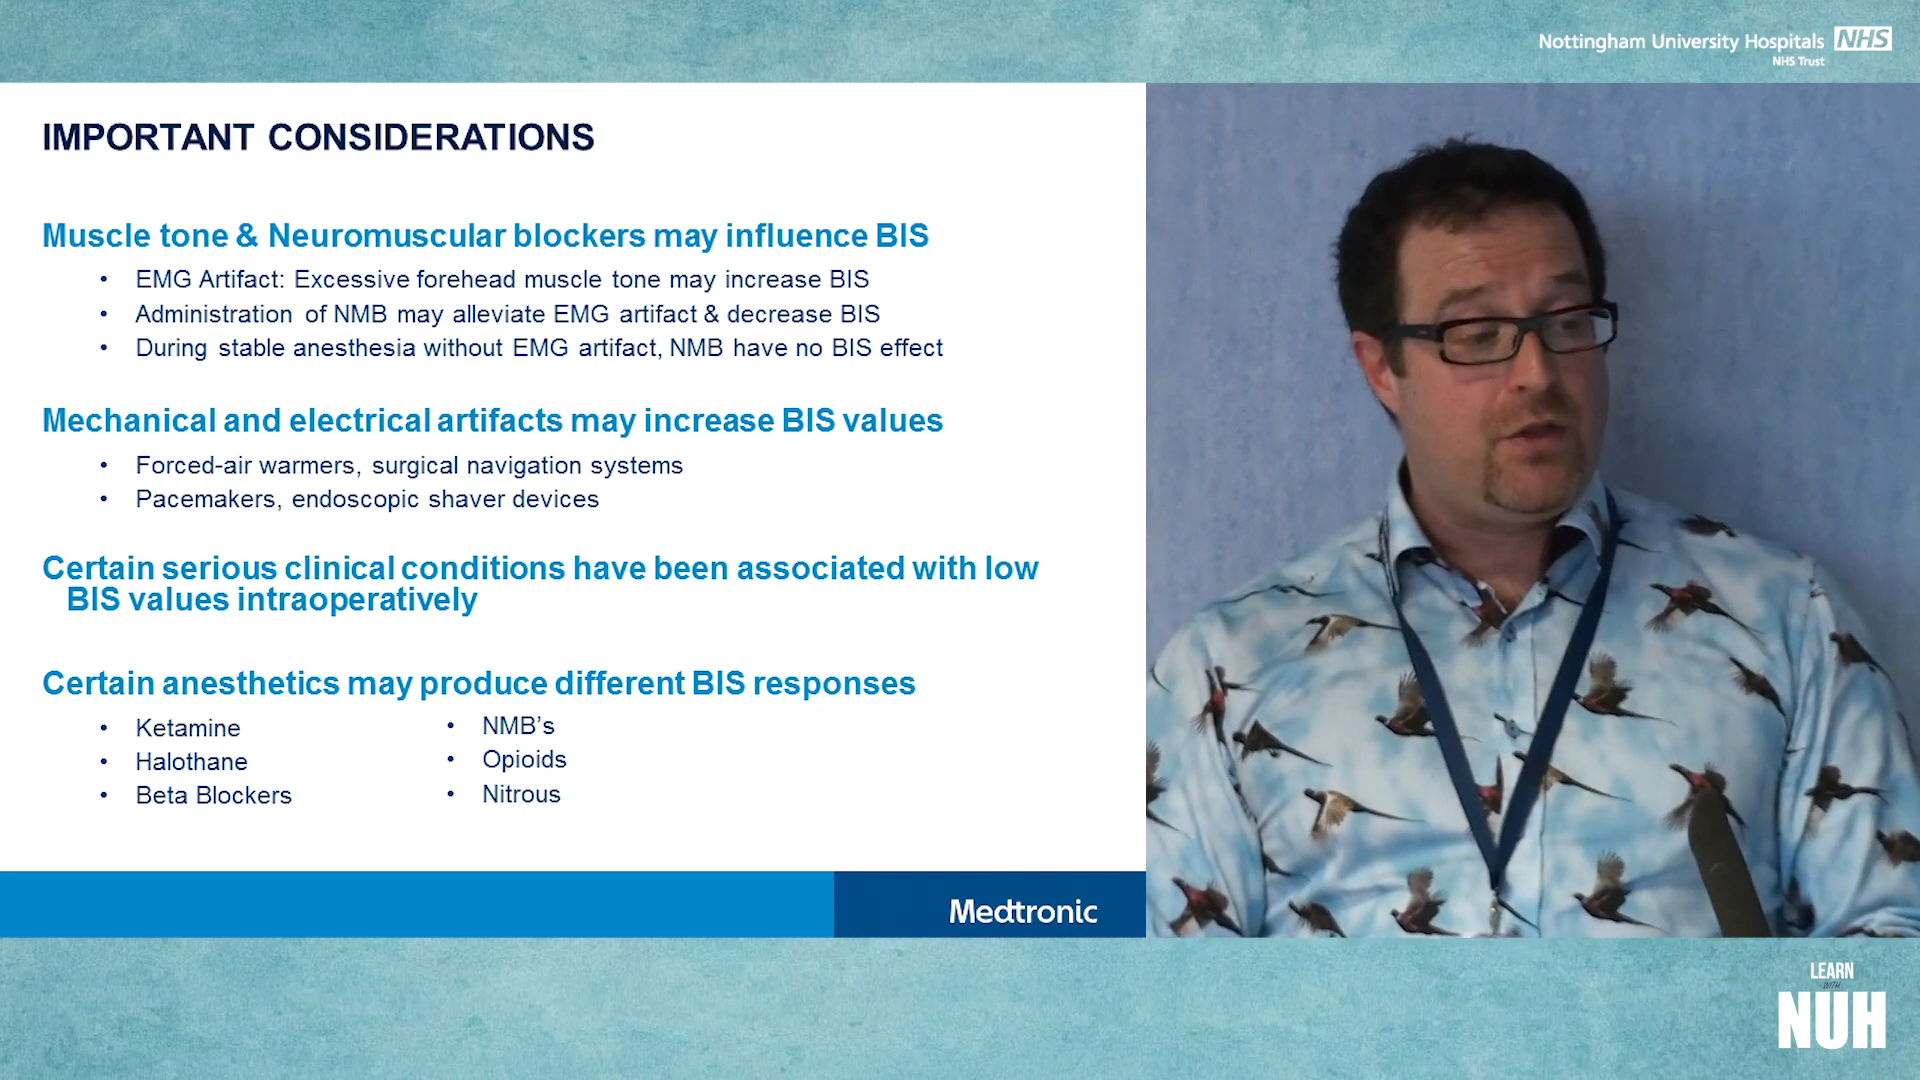 Nottingham University Hospitals NHS
NHS Trust
IMPORTANT CONSIDERATIONS
Muscle tone & Neuromuscular blockers may influence BIS
• EMG Artifact: Excessive forehead muscle tone may increase BIS
• Administration of NMB may alleviate EMG artifact & decrease BIS
• During stable anesthesia without EMG artifact, NMB have no BIS effect
Mechanical and electrical artifacts may increase BIS values
• Forced-air warmers, surgical navigation systems
• Pacemakers, endoscopic shaver devices
Certain serious clinical conditions have been associated with low
BIS values intraoperatively
Certain anesthetics may produce different BIS responses
• Ketamine
• Halothane
• Beta Blockers
• NMB’s
• Opioids
• Nitrous
Medtronic
LEARN
WITH
NUH